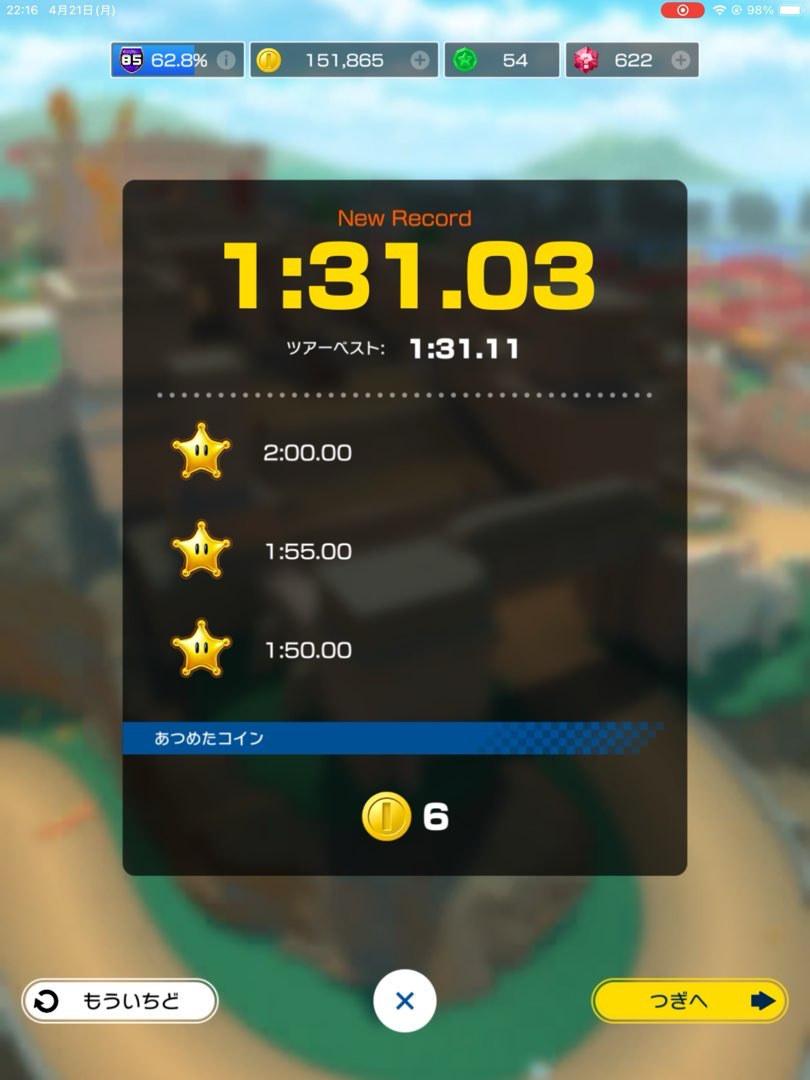 22:16 4月21日(月) 98%
85 62.8% 151,865 54 622
New Record
1:31.03
ツアーベスト: 1:31.11
2:00.00
1:55.00
1:50.00
あつめたコイン
6
もういちど つぎへ